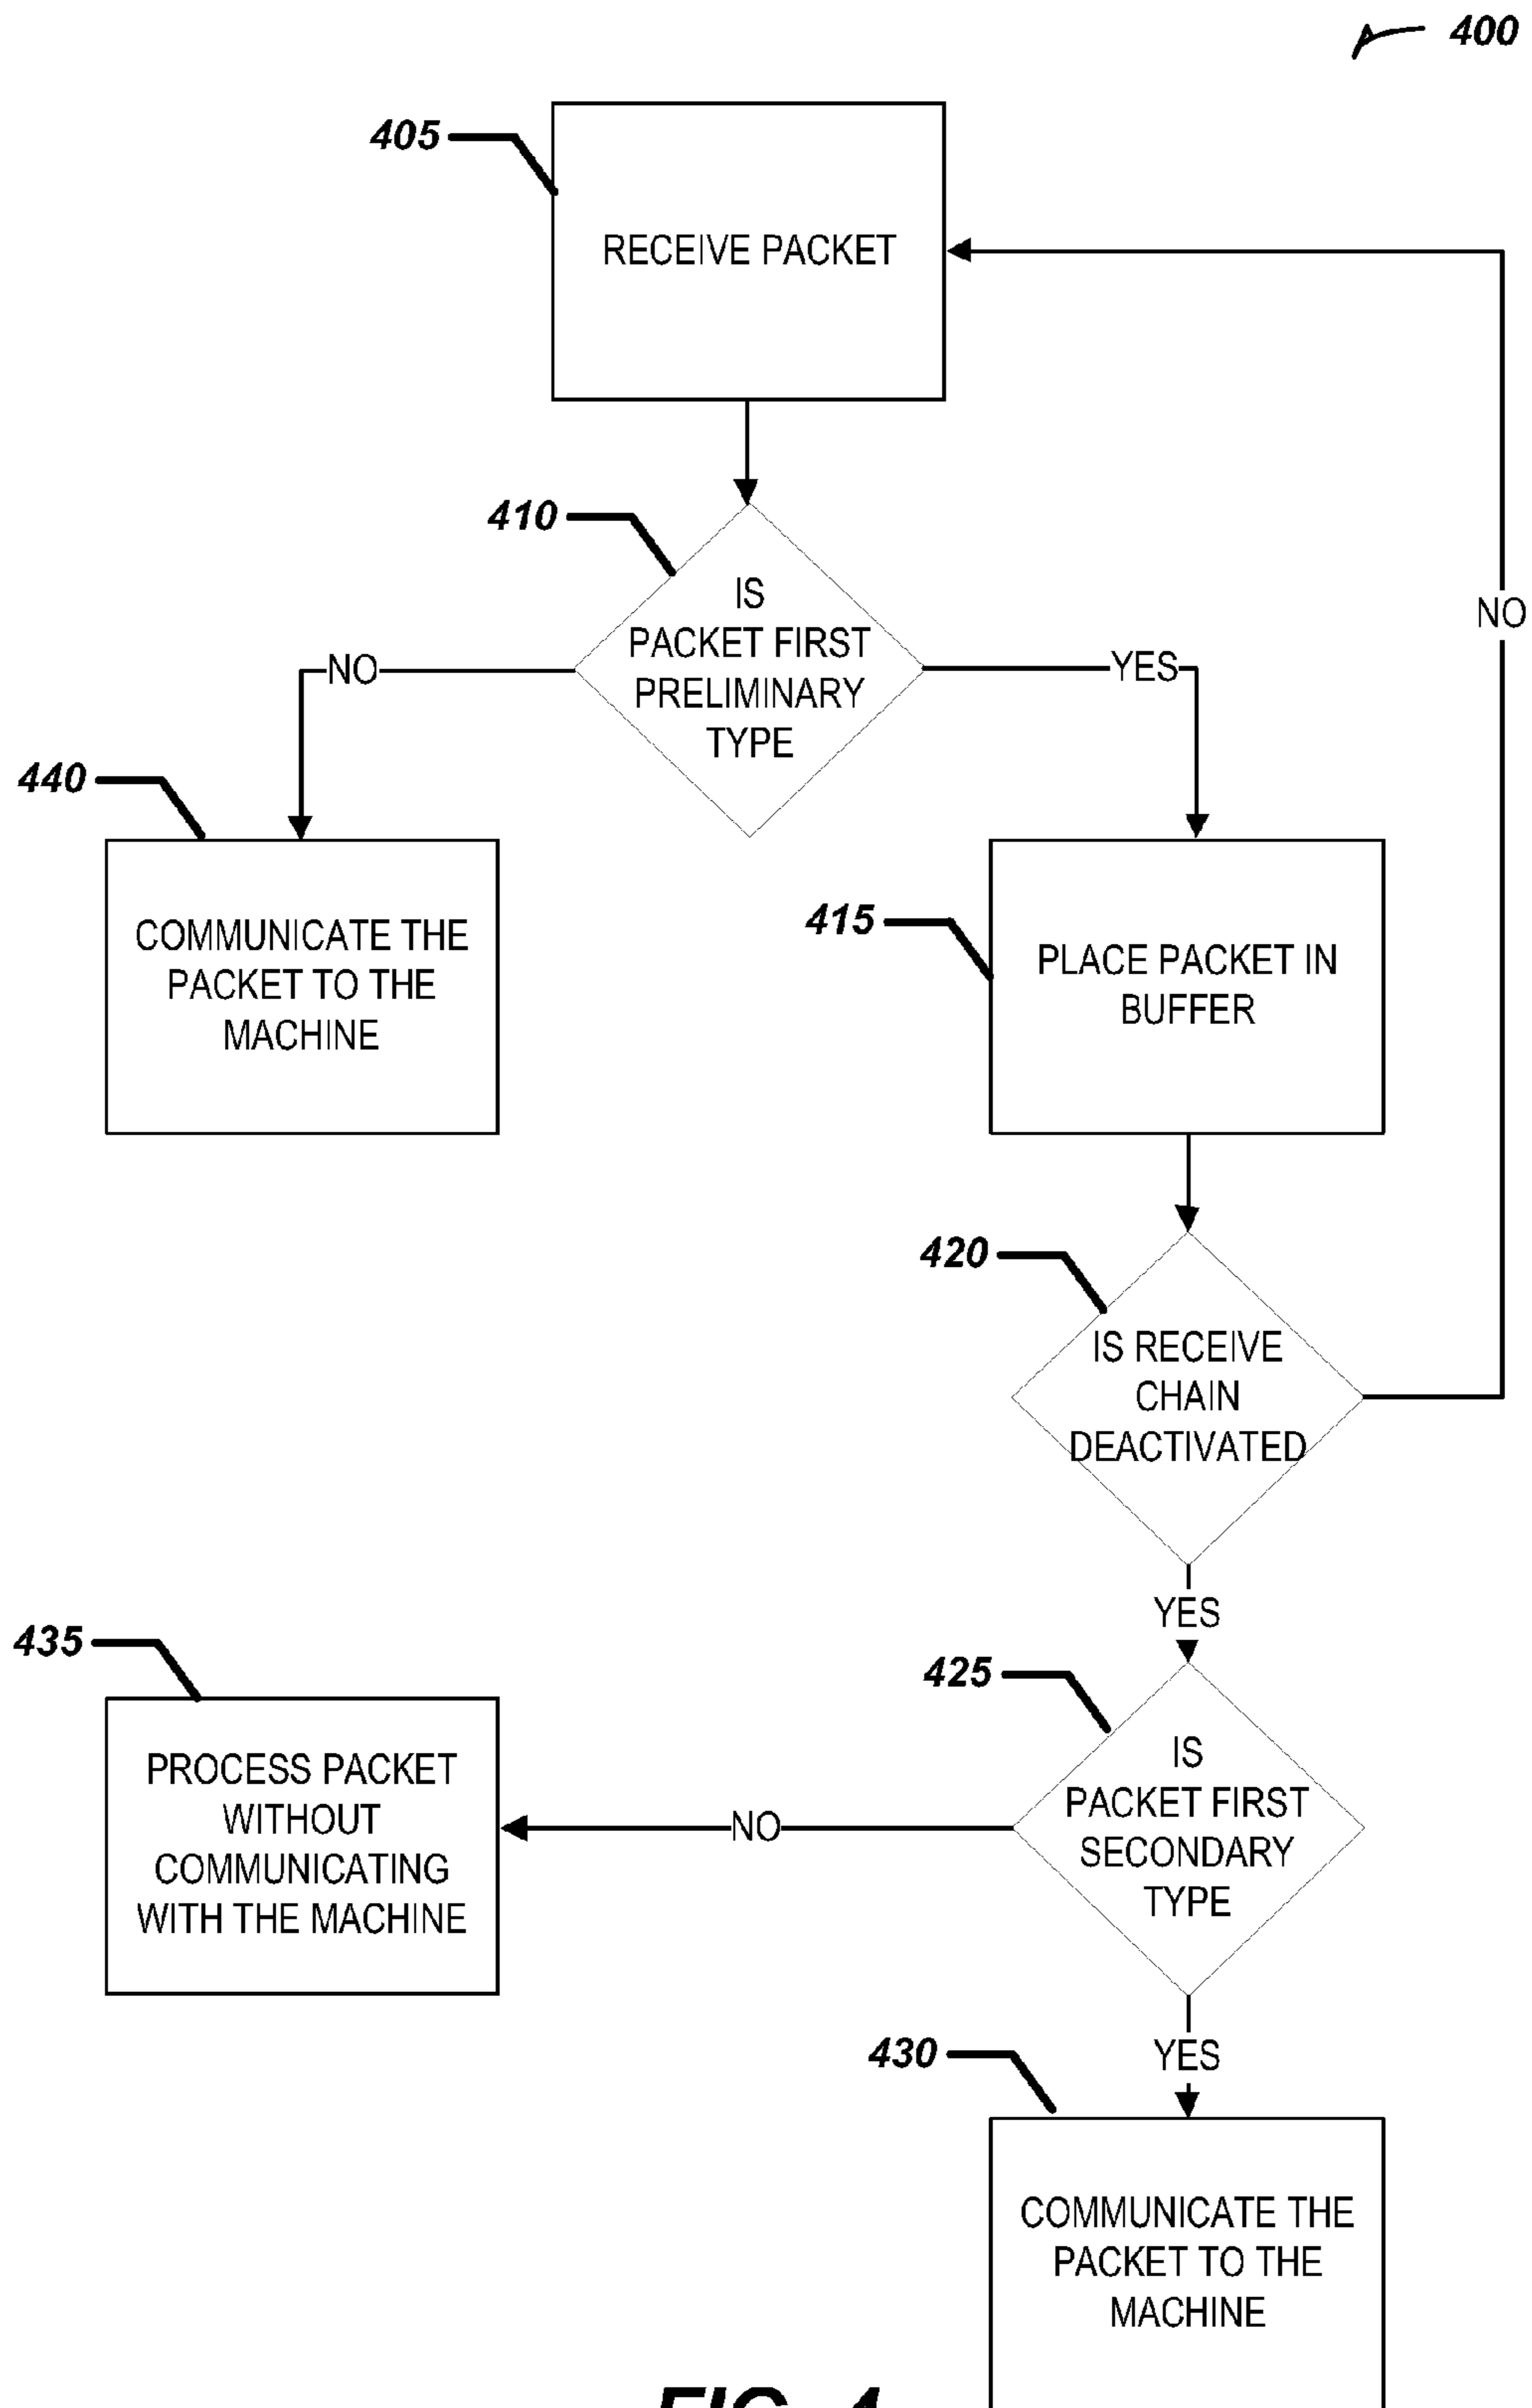 400
405
RECEIVE PACKET
410
IS
PACKET FIRST
PRELIMINARY
TYPE
NO
YES
NO
440
COMMUNICATE THE
PACKET TO THE
MACHINE
415
PLACE PACKET IN
BUFFER
420
IS RECEIVE
CHAIN
DEACTIVATED
YES
435
PROCESS PACKET
WITHOUT
COMMUNICATING
WITH THE MACHINE
425
IS
PACKET FIRST
SECONDARY
TYPE
NO
YES
430
COMMUNICATE THE
PACKET TO THE
MACHINE
FIG. 4